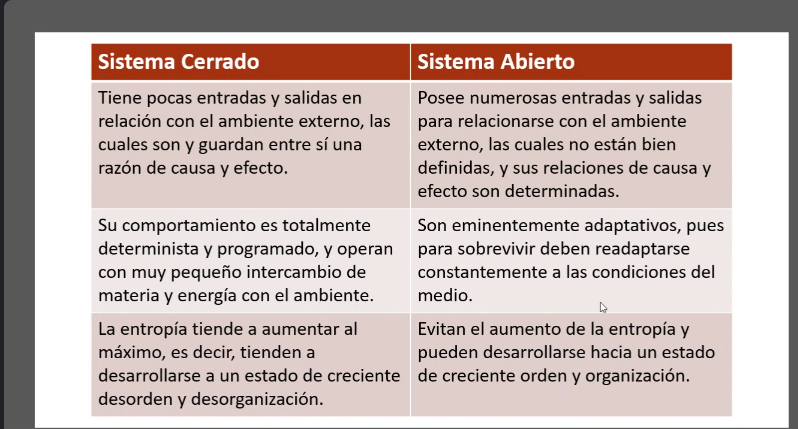 Sistema Cerrado
Sistema Abierto
Tiene pocas entradas y salidas en
relación con el ambiente externo, las
cuales son y guardan entre sí una
razón de causa y efecto.
Posee numerosas entradas y salidas
para relacionarse con el ambiente
externo, las cuales no están bien
definidas, y sus relaciones de causa y
efecto son determinadas.
Su comportamiento es totalmente
determinista y programado, y operan
con muy pequeño intercambio de
materia y energía con el ambiente.
Son eminentemente adaptativos, pues
para sobrevivir deben readaptarse
constantemente a las condiciones del
medio.
La entropía tiende a aumentar al
máximo, es decir, tienden a
desarrollarse a un estado de creciente
desorden y desorganización.
Evitan el aumento de la entropía y
pueden desarrollarse hacia un estado
de creciente orden y organización.